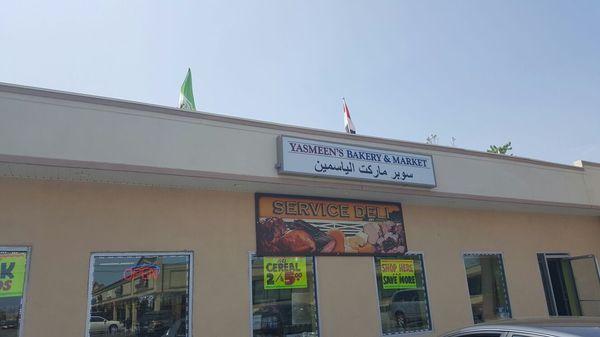 YASMEEN'S BAKERY & MARKET
سوبر ماركت الياسمين
SERVICE DELI
CEREAL
2/$5.00
SHOP HERE
SAVE MORE
OPEN